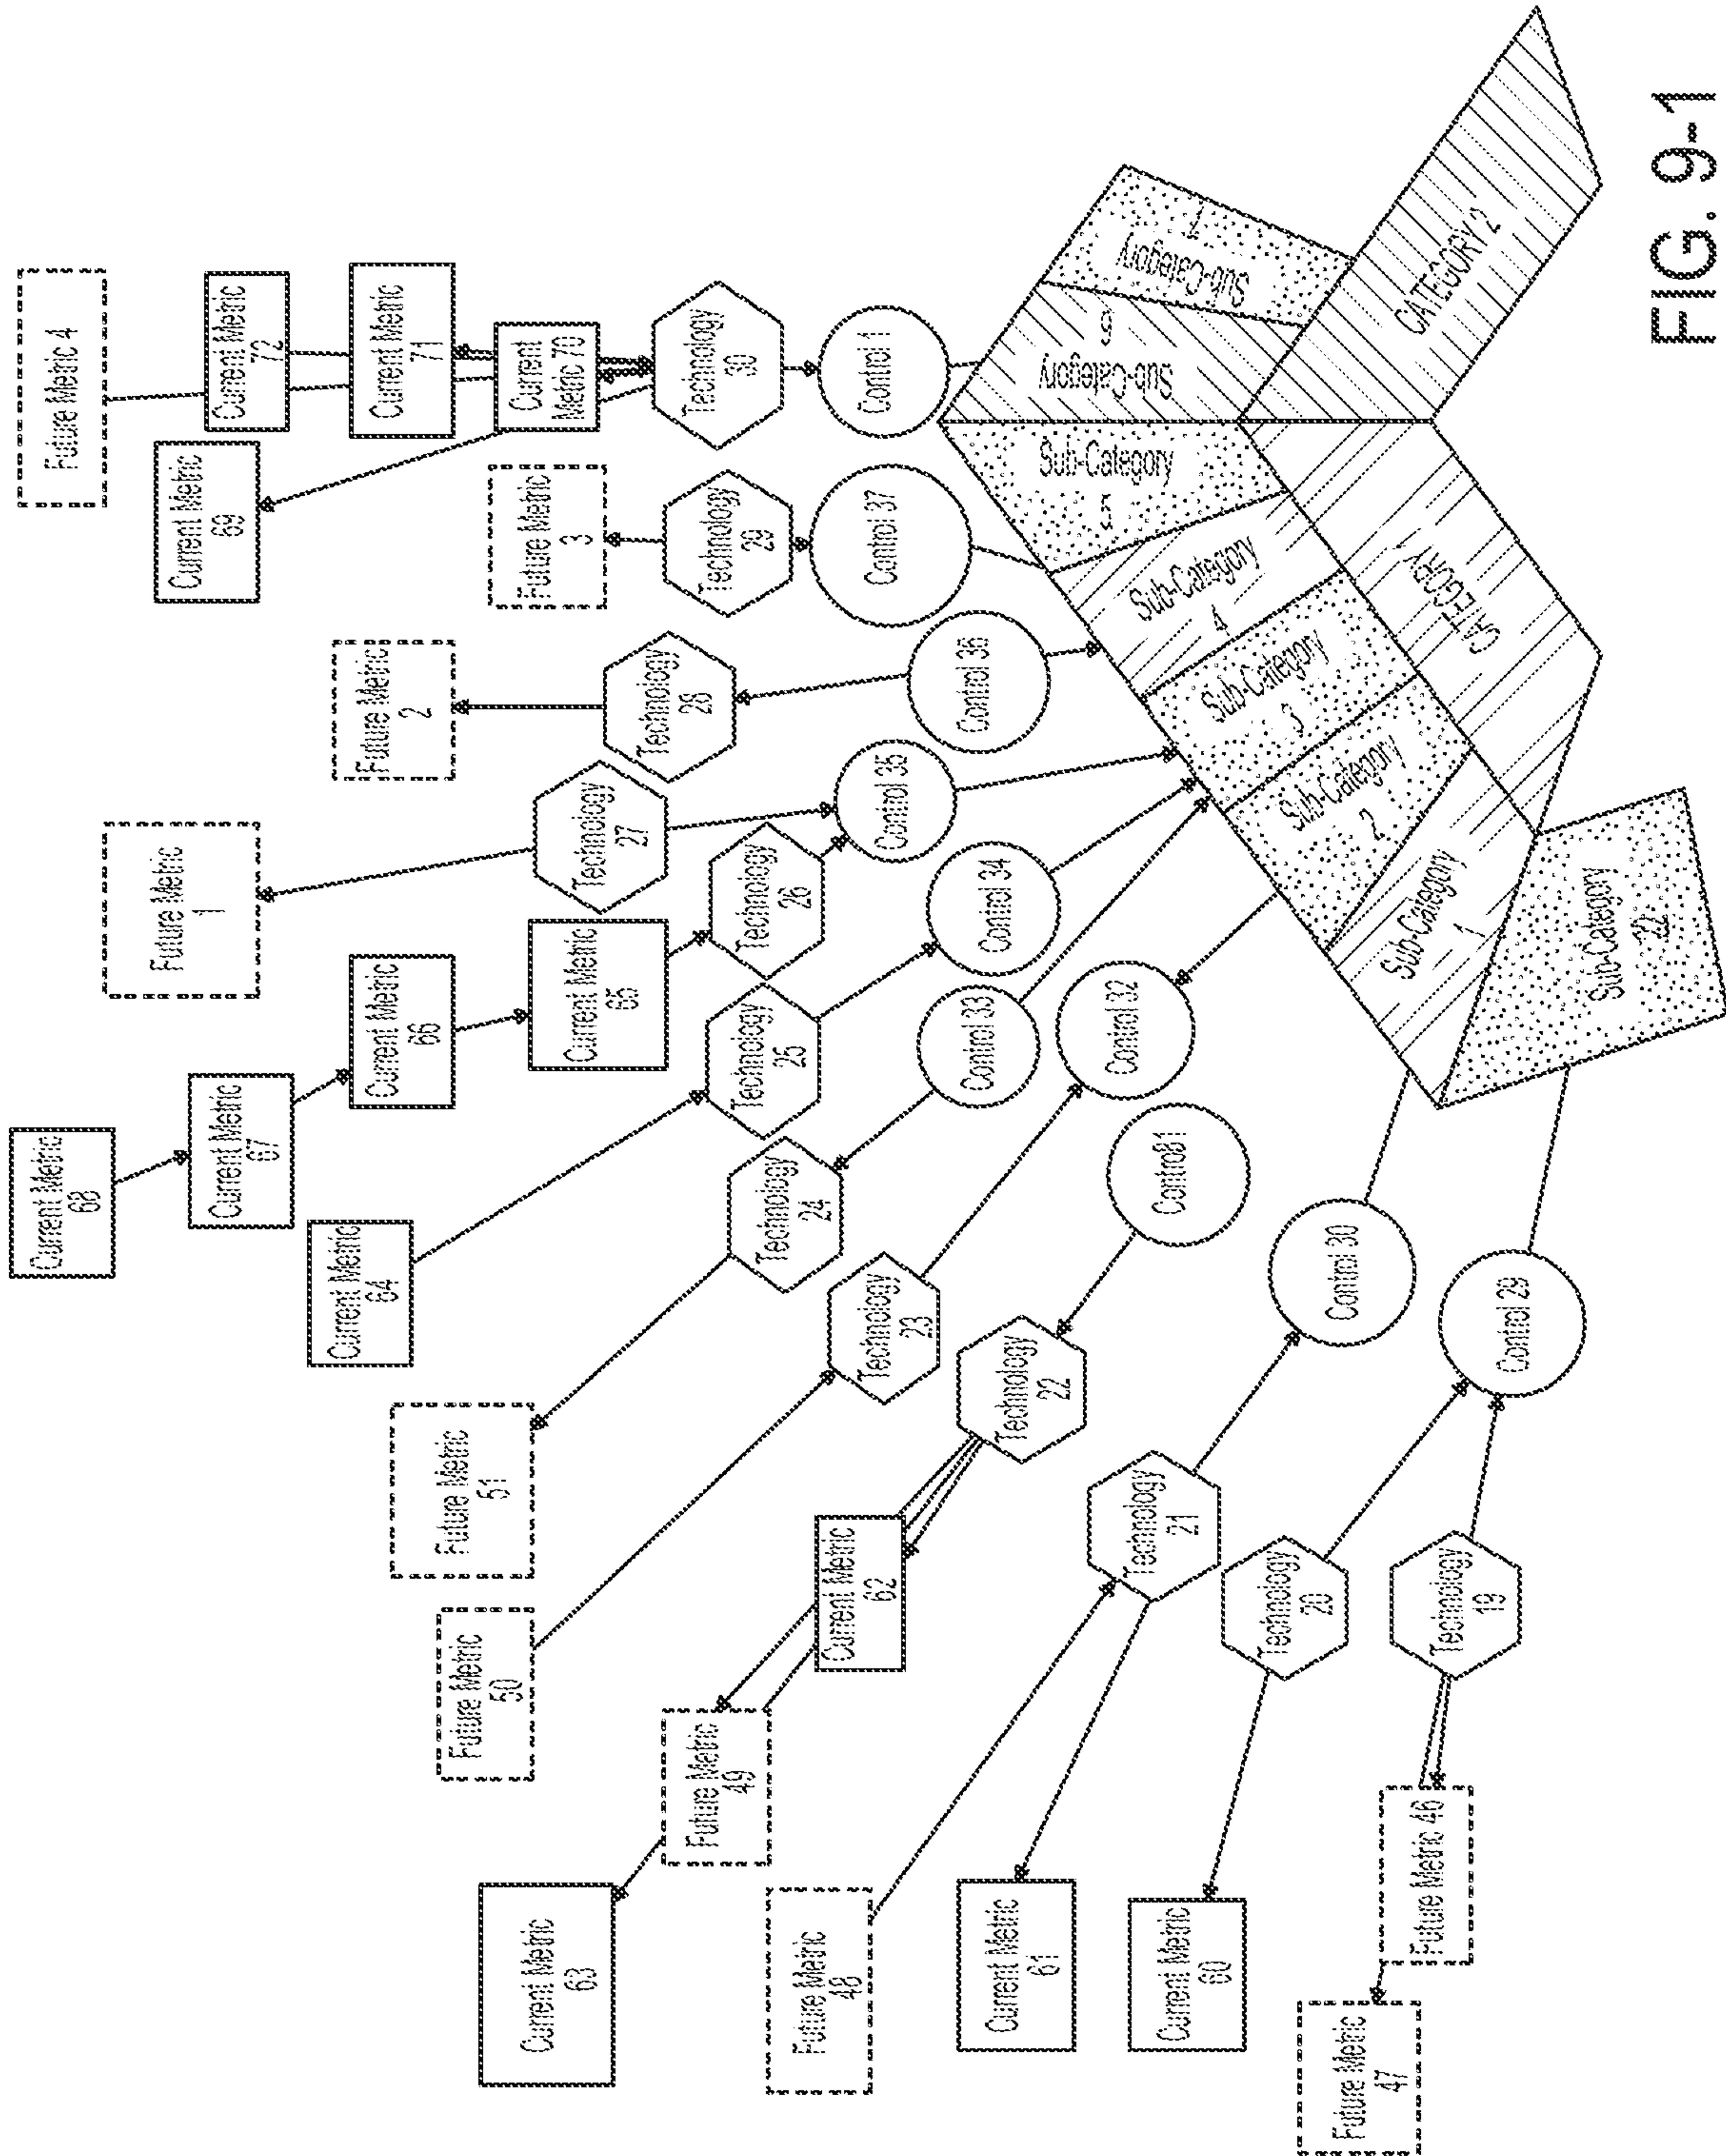 Future Metric 4
Current Metric
72
Current Metric
71
Current Metric
69
Current
Metric 70
Technology
30
Control 1
Future Metric
3
Technology
29
Control 37
Future Metric
2
Technology
28
Control 36
Future Metric
1
Technology
27
Control 35
Technology
26
Current Metric
68
Current Metric
67
Current Metric
66
Current Metric
65
Current Metric
64
Technology
25
Control 34
Technology
24
Control 33
Future Metric
51
Future Metric
50
Technology
23
Control 32
Technology
22
Contro81
Current Metric
62
Future Metric
49
Current Metric
63
Future Metric
48
Technology
21
Control 30
Current Metric
61
Technology
20
Current Metric
60
Technology
19
Control 29
Future Metric 46
Future Metric
47
Sub-Category
7
Sub-Category
6
Sub-Category
5
Sub-Category
4
Sub-Category
3
Sub-Category
2
Sub-Category
1
Sub-Category
22
CATEGORY
CATEGORY 2
FIG. 9-1